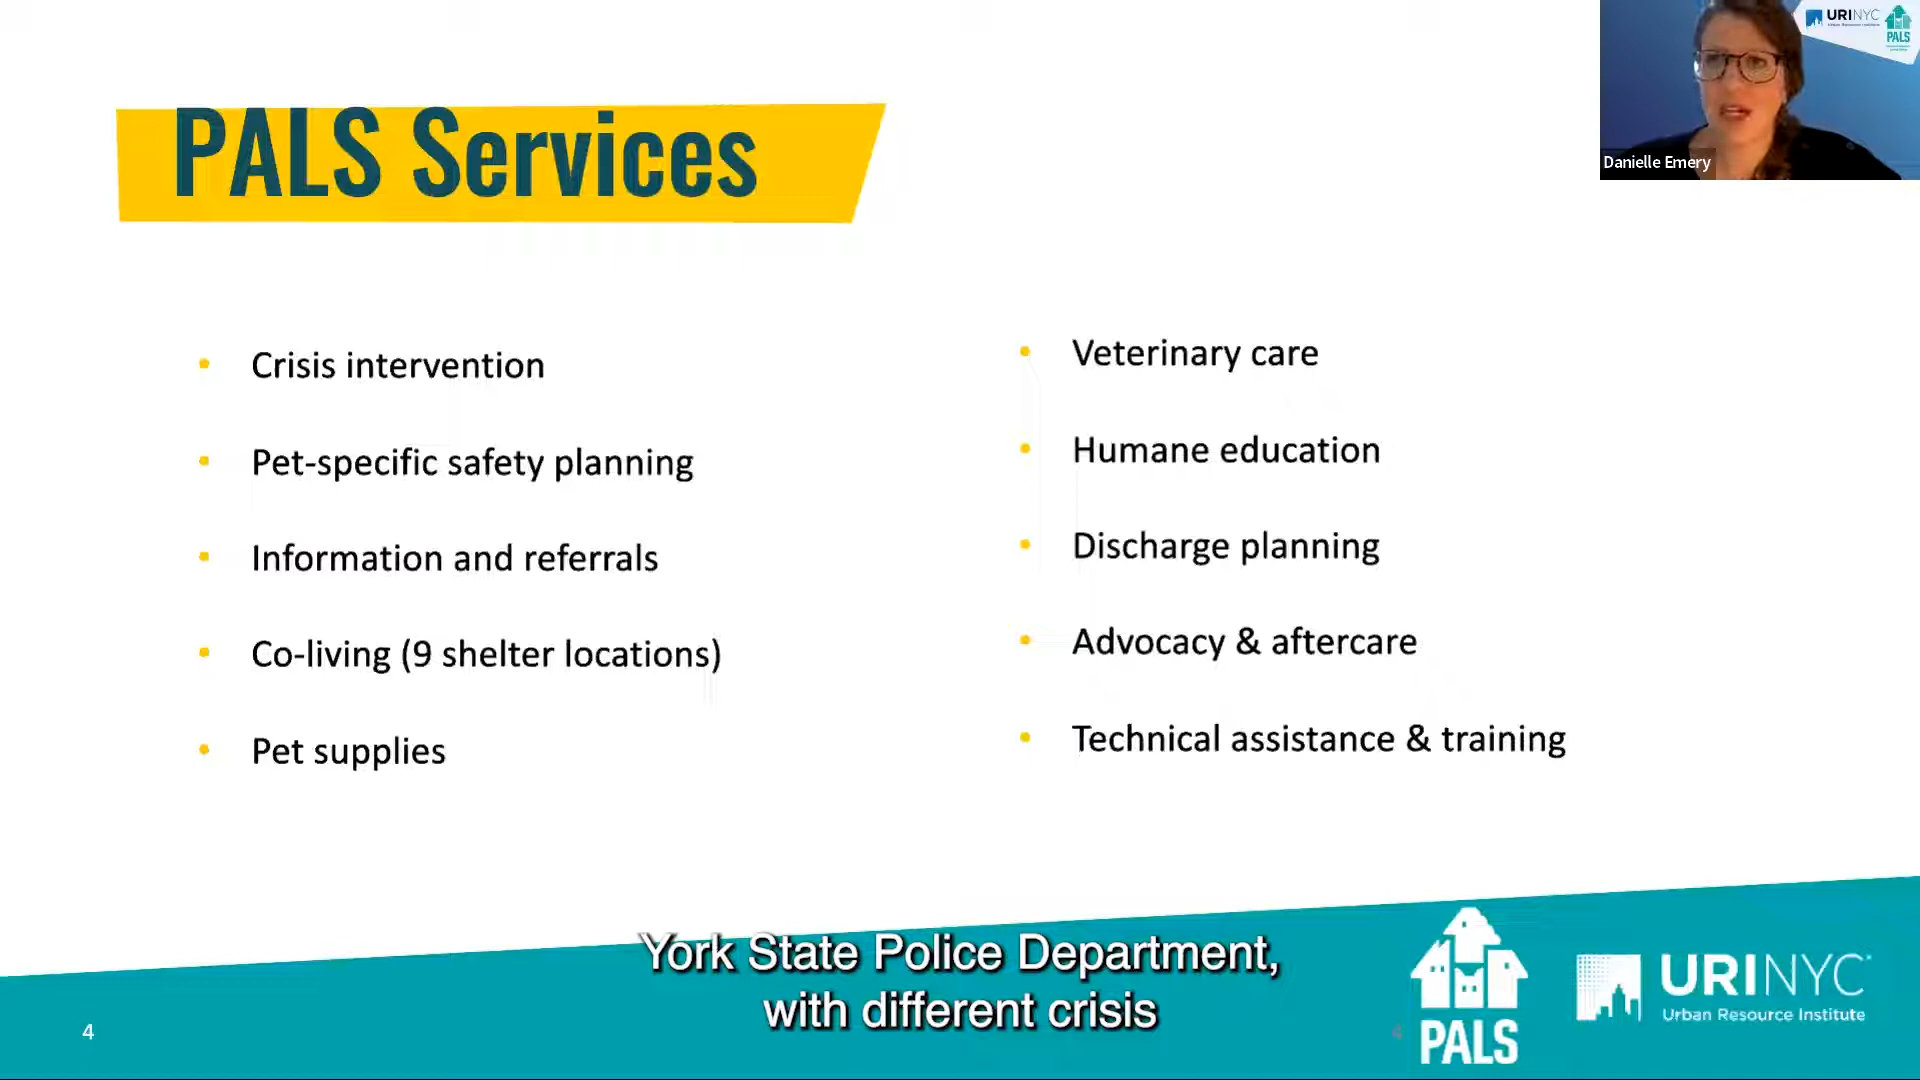 PALS Services
Crisis intervention
Pet-specific safety planning
Information and referrals
Co-living (9 shelter locations)
Pet supplies
Veterinary care
Humane education
Discharge planning
Advocacy & aftercare
Technical assistance & training
URINYC
PALS
Danielle Emery
York State Police Department,
with different crisis
4
4
PALS
URINYC
Urban Resource Institute